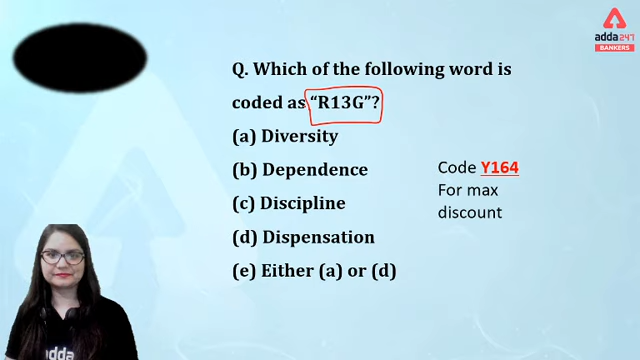 adda247
BANKERS
Q. Which of the following word is
coded as “R13G”?
(a) Diversity
(b) Dependence
(c) Discipline
(d) Dispensation
(e) Either (a) or (d)
Code Y164
For max
discount
adda